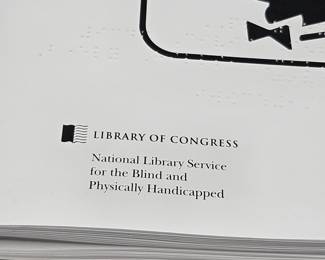 LIBRARY OF CONGRESS
National Library Service
for the Blind and
Physically Handicapped